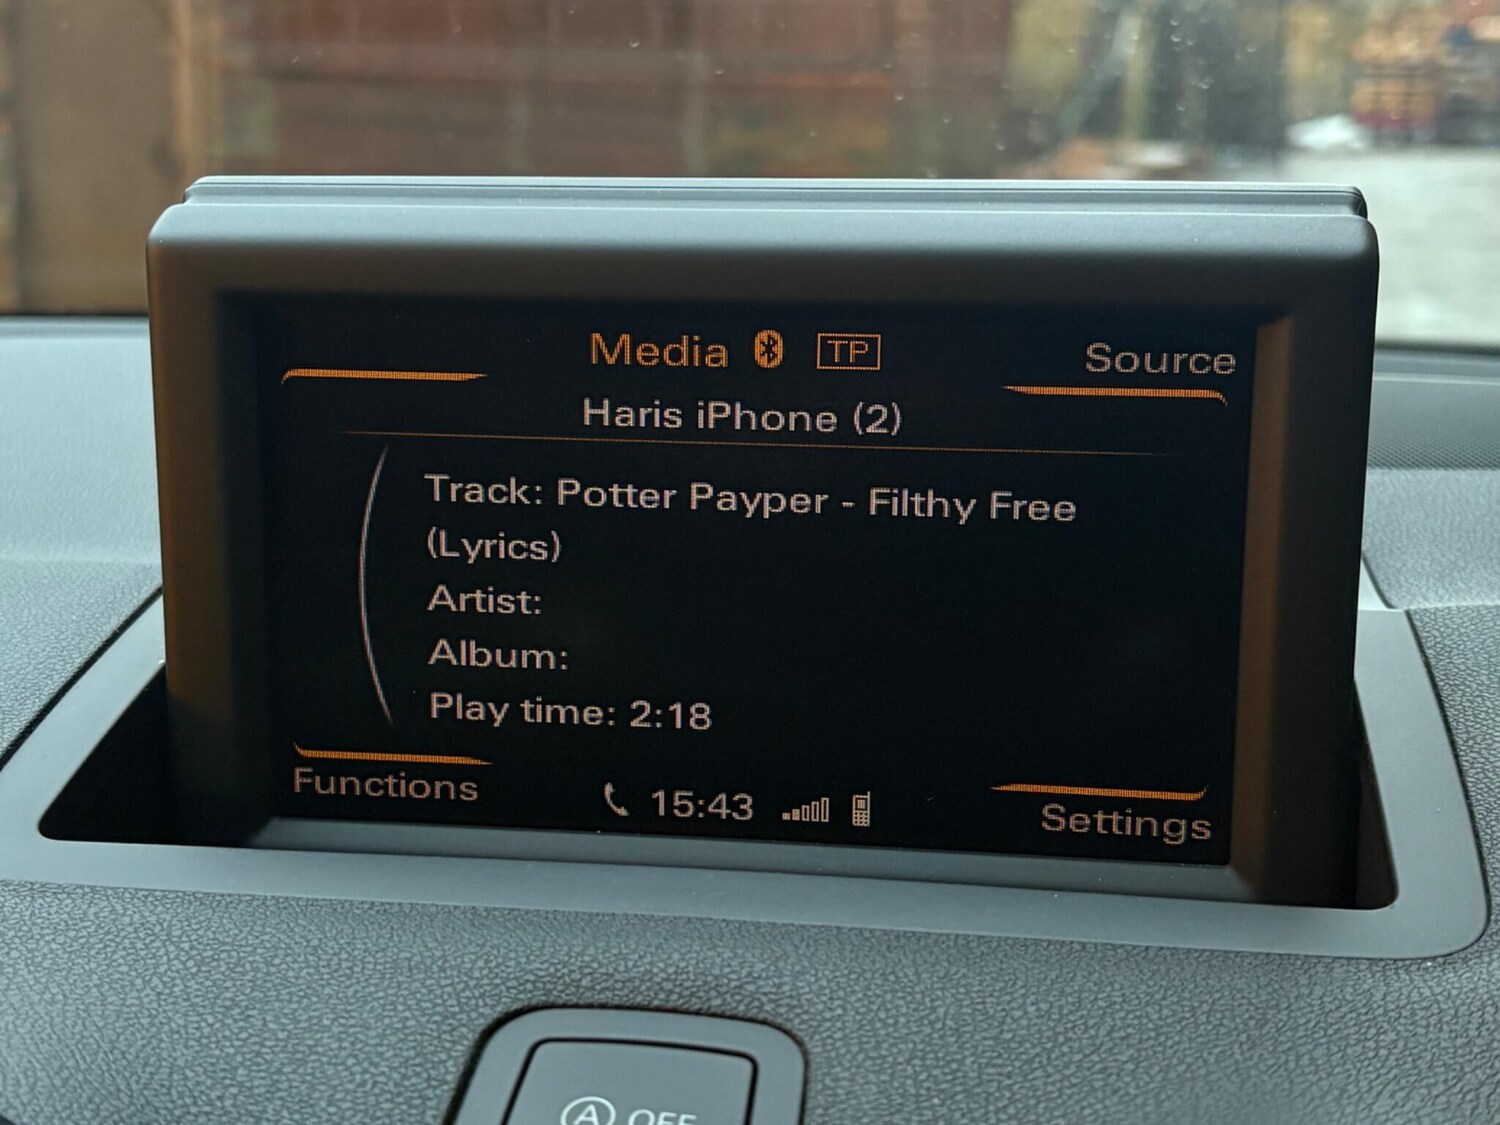 Media TP
Source
Haris iPhone (2)
Track: Potter Payper - Filthy Free
(Lyrics)
Artist:
Album:
Play time: 2:18
Functions
15:43
Settings
A OFF